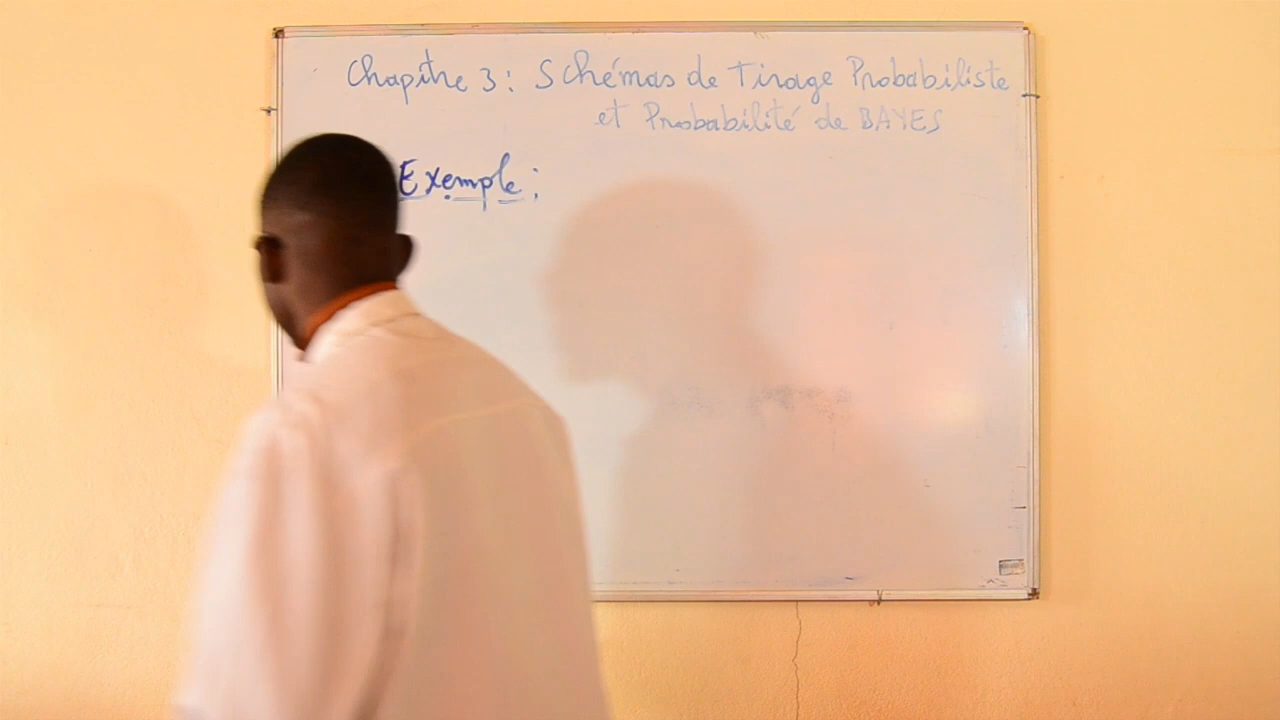 Chapitre 3 : Schémas de Tirage Probabiliste
et Probabilité de BAYES
Exemple :